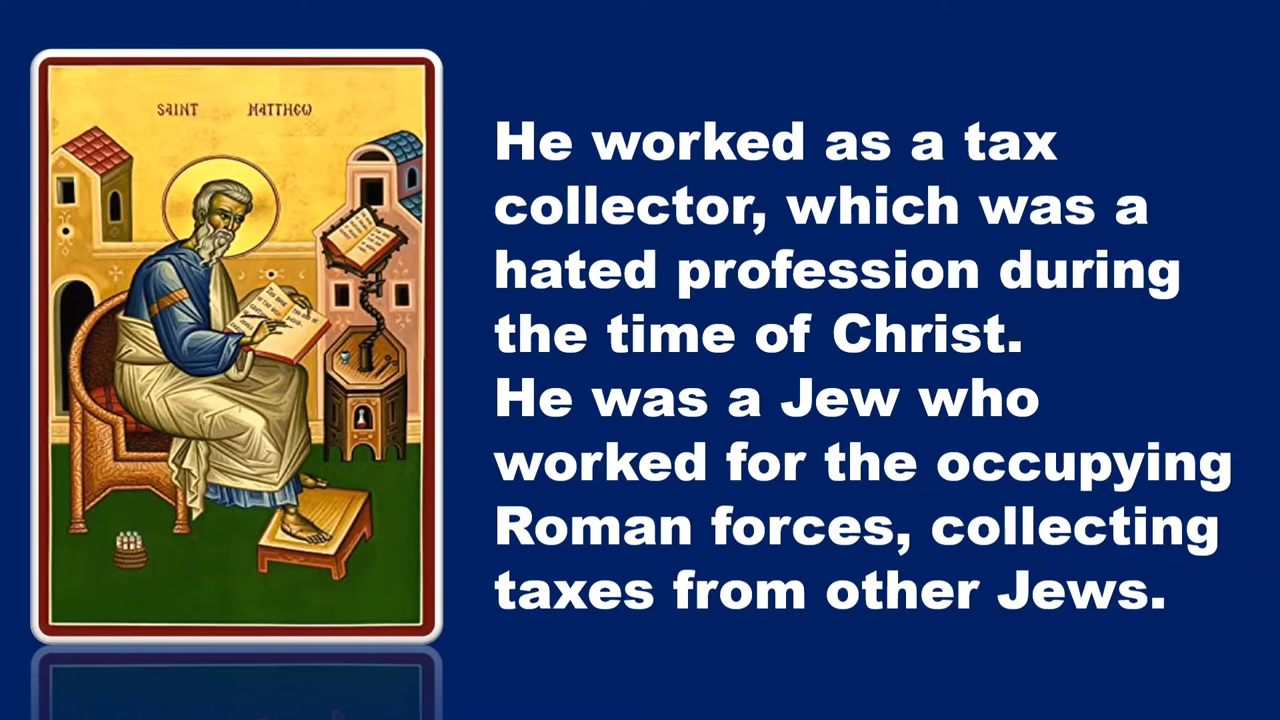 SAINT MATTHEW
He worked as a tax
collector, which was a
hated profession during
the time of Christ.
He was a Jew who
worked for the occupying
Roman forces, collecting
taxes from other Jews.